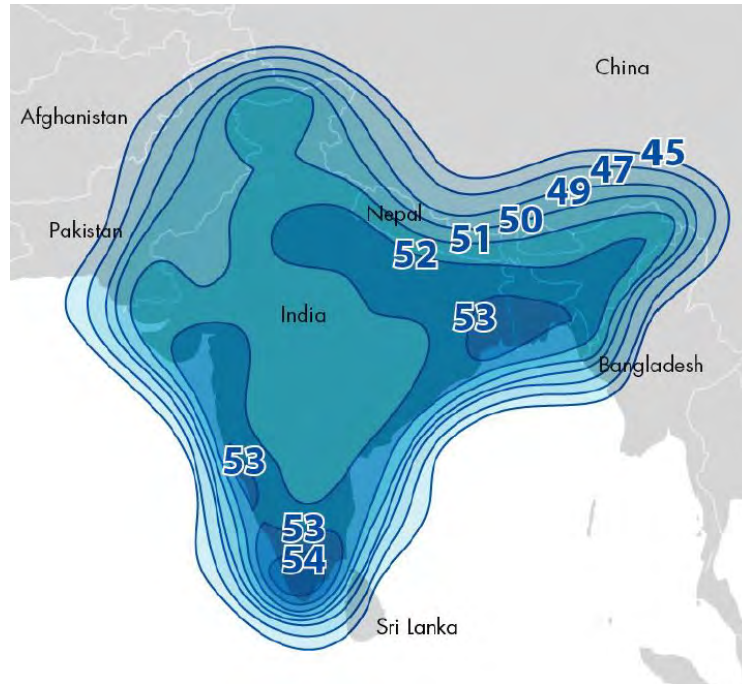 China
Afghanistan
45
47
49
Nepal
50
Pakistan
51
52
India
53
Bangladesh
53
53
54
Sri Lanka